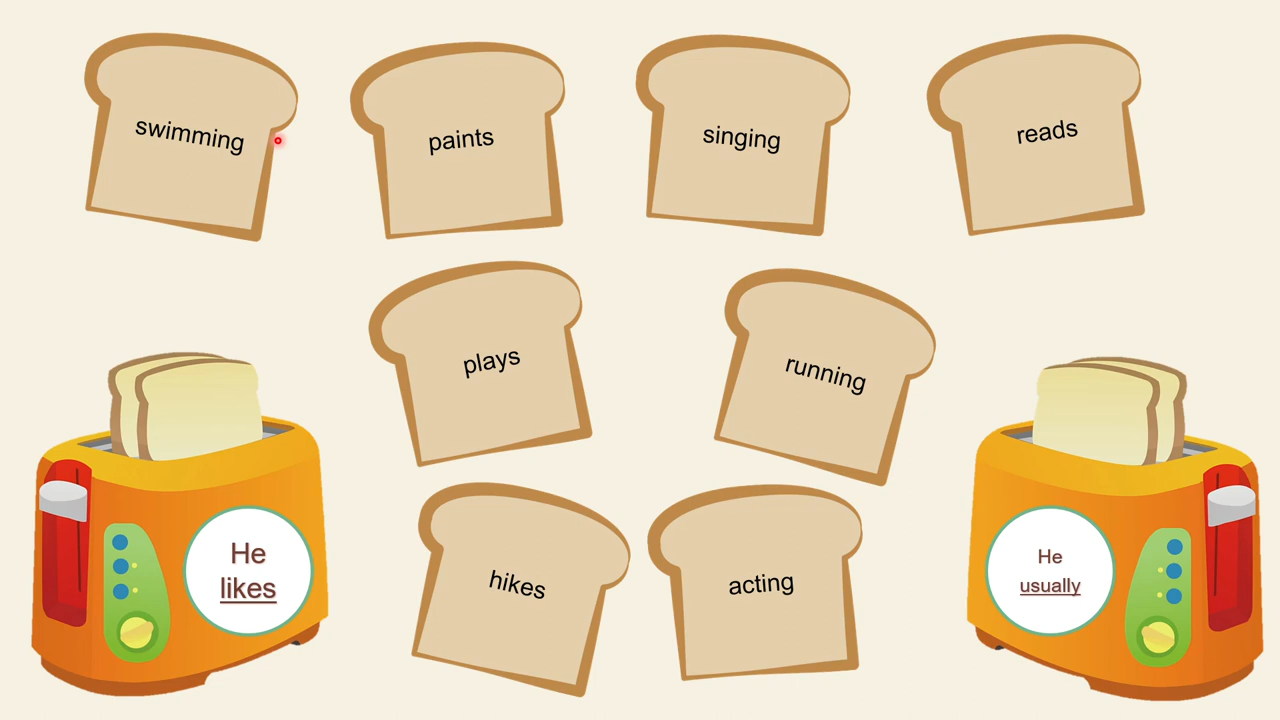 swimming
paints
singing
reads
plays
running
hikes
acting
He
likes
He
usually